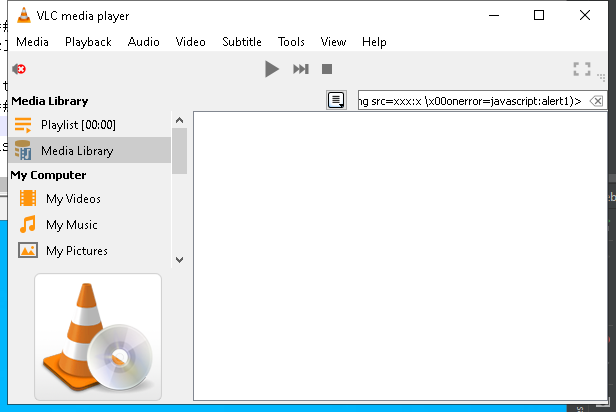 VLC media player
Media Playback Audio Video Subtitle Tools View Help
Media Library
ng src=xxx:x \x00onerror=javascript:alert1)>
Playlist [00:00]
Media Library
My Computer
My Videos
My Music
My Pictures